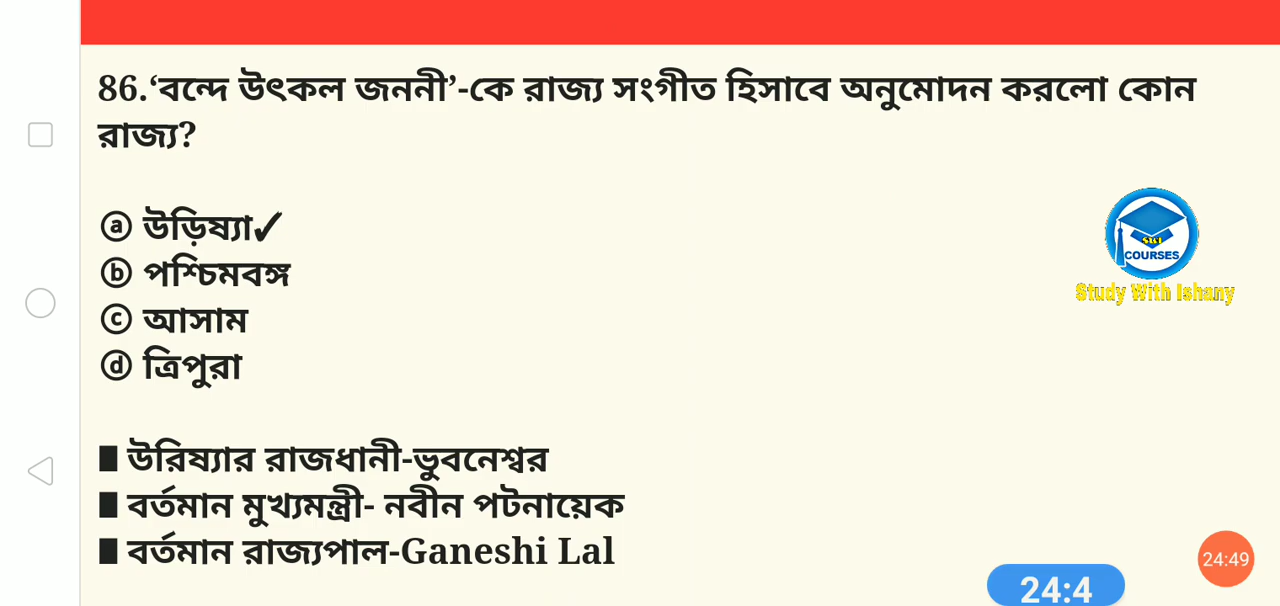 86.‘বন্দে উৎকল জননী’-কে রাজ্য সংগীত হিসাবে অনুমোদন করলো কোন
রাজ্য?
ⓐ উড়িষ্যা✓
ⓑ পশ্চিমবঙ্গ
ⓒ আসাম
ⓓ ত্রিপুরা
SWI
COURSES
Study With Ishany
■ উরিষ্যার রাজধানী-ভুবনেশ্বর
■ বর্তমান মুখ্যমন্ত্রী- নবীন পটনায়েক
■ বর্তমান রাজ্যপাল-Ganeshi Lal
24:49
24:4